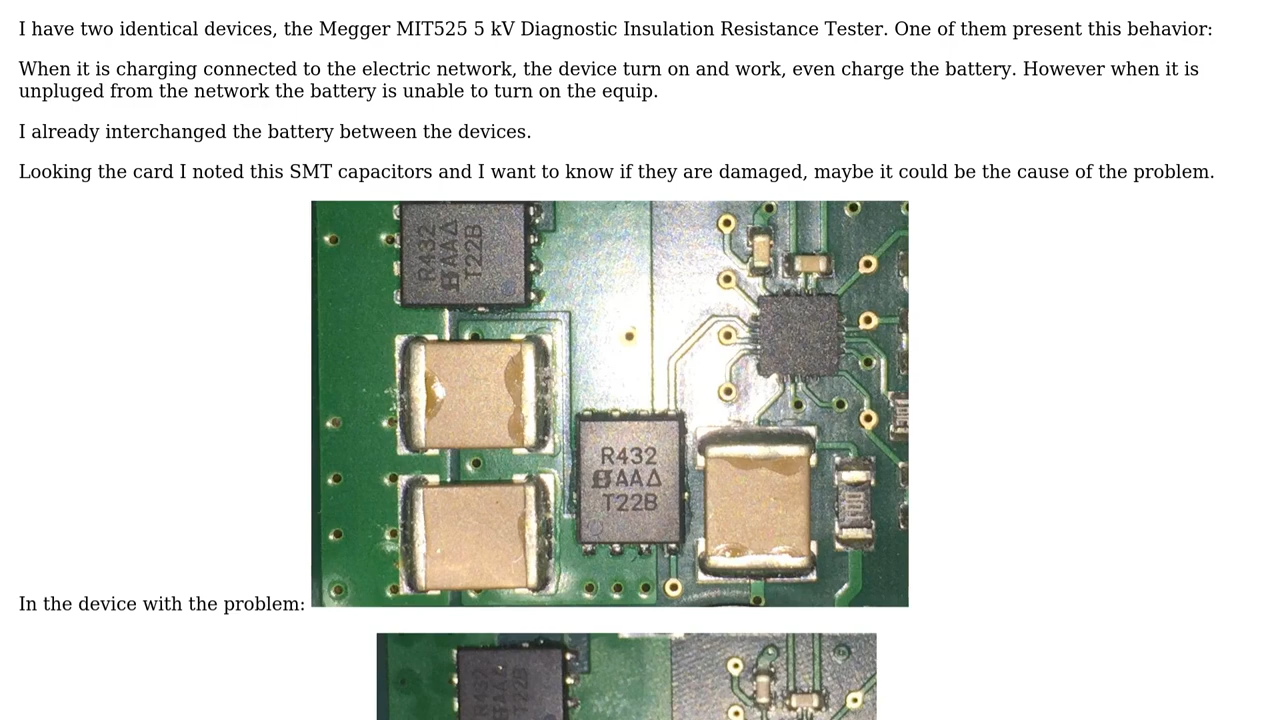 I have two identical devices, the Megger MIT525 5 kV Diagnostic Insulation Resistance Tester. One of them present this behavior:
When it is charging connected to the electric network, the device turn on and work, even charge the battery. However when it is
unpluged from the network the battery is unable to turn on the equip.
I already interchanged the battery between the devices.
Looking the card I noted this SMT capacitors and I want to know if they are damaged, maybe it could be the cause of the problem.
R432
AAΔ
T22B
R432
AAΔ
T22B
In the device with the problem:
R432
T22B